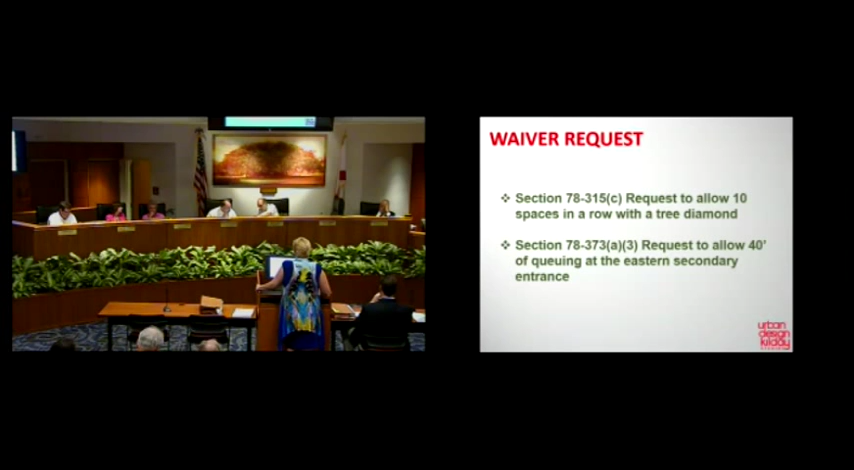 WAIVER REQUEST
❖ Section 78-315(c) Request to allow 10
spaces in a row with a tree diamond
❖ Section 78-373(a)(3) Request to allow 40'
of queuing at the eastern secondary
entrance
urban
design
kilday
STUDIOS